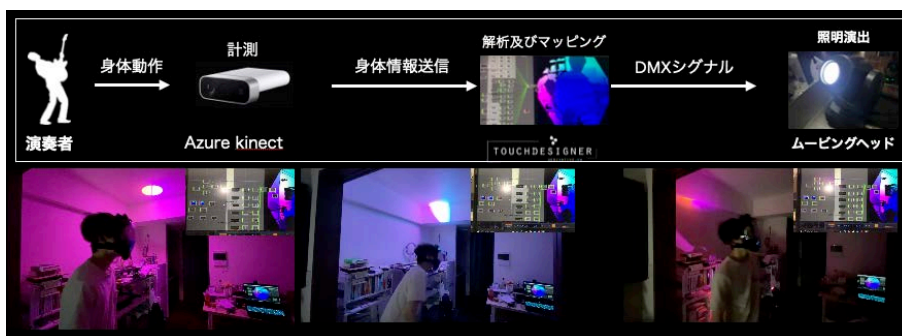 照明演出
計測
解析及びマッピング
身体動作
身体情報送信
DMXシグナル
演奏者
Azure kinect
TOUCHDESIGNER
ムービングヘッド